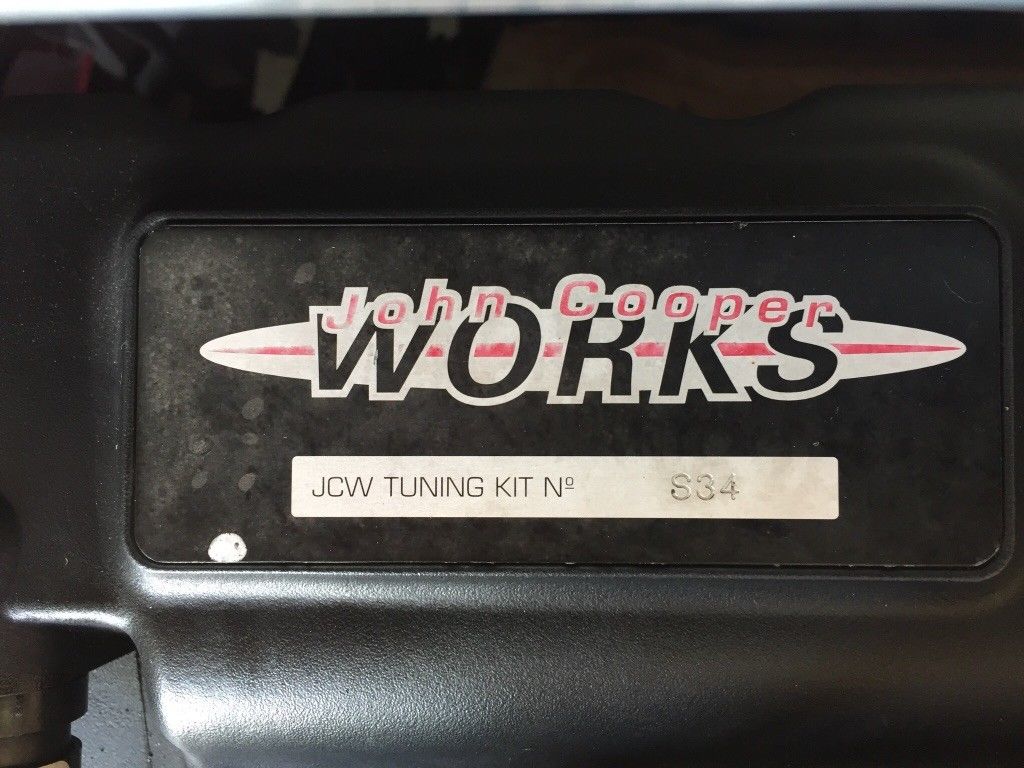 John Cooper
WORKS
JCW TUNING KIT Nº S34